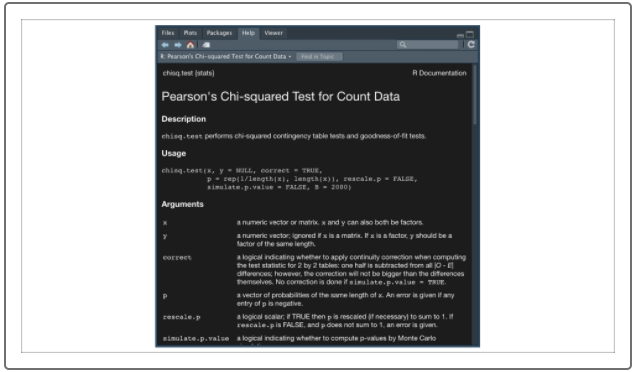 Files Plots Packages Help Viewer
R: Pearson's Chi-squared Test for Count Data Find in Topic
chisq.test {stats} R Documentation
Pearson's Chi-squared Test for Count Data
Description
chisq.test performs chi-squared contingency table tests and goodness-of-fit tests.
Usage
chisq.test(x, y = NULL, correct = TRUE,
p = rep(1/length(x), length(x)), rescale.p = FALSE,
simulate.p.value = FALSE, B = 2000)
Arguments
x a numeric vector or matrix. x and y can also both be factors.
y a numeric vector; ignored if x is a matrix. If x is a factor, y should be a
factor of the same length.
correct a logical indicating whether to apply continuity correction when computing
the test statistic for 2 by 2 tables: one half is subtracted from all |O - E|
differences; however, the correction will not be bigger than the differences
themselves. No correction is done if simulate.p.value = TRUE.
p a vector of probabilities of the same length of x. An error is given if any
entry of p is negative.
rescale.p a logical scalar; if TRUE then p is rescaled (if necessary) to sum to 1. If
rescale.p is FALSE, and p does not sum to 1, an error is given.
simulate.p.value a logical indicating whether to compute p-values by Monte Carlo